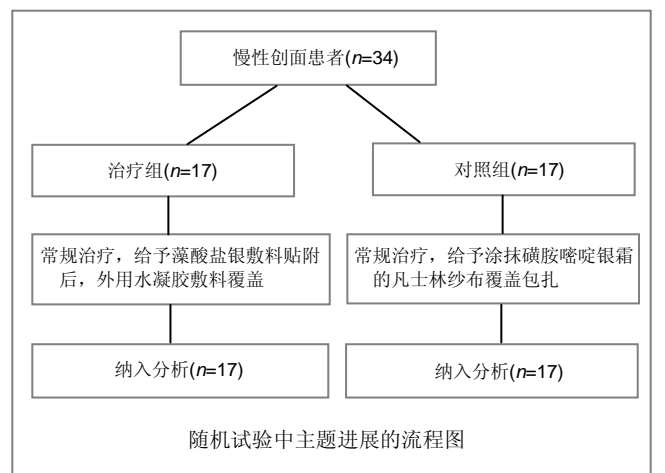 慢性创面患者(n=34)
治疗组(n=17)
对照组(n=17)
常规治疗，给予藻酸盐银敷料贴附
后，外用水凝胶敷料覆盖
常规治疗，给予涂抹磺胺嘧啶银霜
的凡士林纱布覆盖包扎
纳入分析(n=17)
纳入分析(n=17)
随机试验中主题进展的流程图